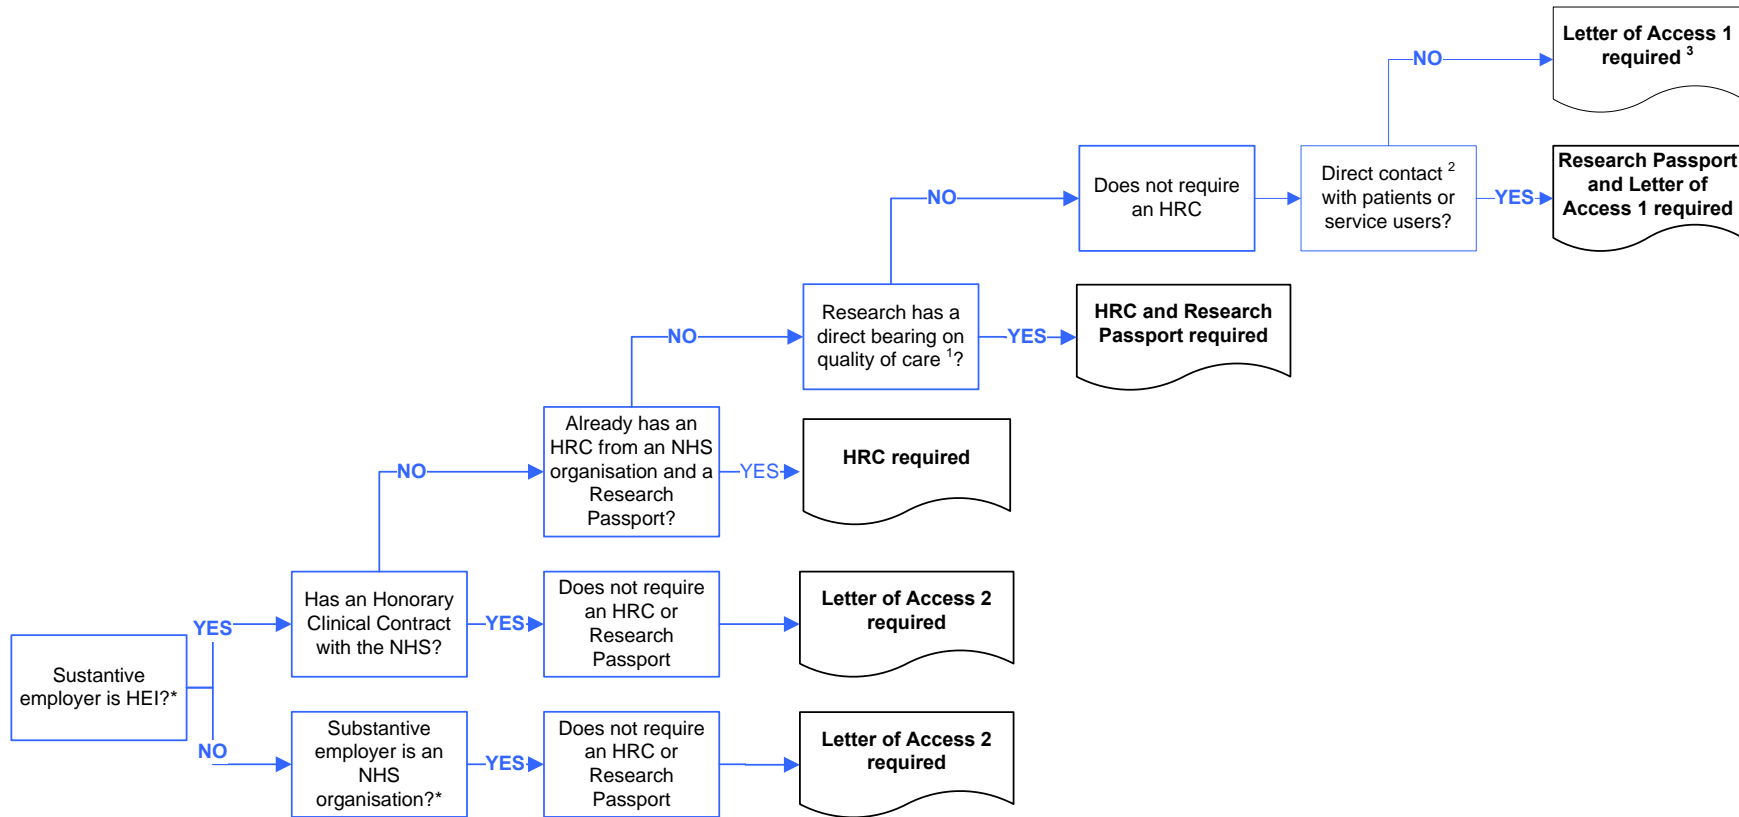 Letter of Access 1
required 3
NO
Research Passport
and Letter of
Access 1 required
Direct contact 2
with patients or
service users?
YES
Does not require
an HRC
NO
Research has a
direct bearing on
quality of care 1?
YES
HRC and Research
Passport required
NO
Already has an
HRC from an NHS
organisation and a
Research
Passport?
YES
HRC required
NO
Has an Honorary
Clinical Contract
with the NHS?
YES
Does not require
an HRC or
Research
Passport
Letter of Access 2
required
YES
Sustantive
employer is HEI?*
NO
Substantive
employer is an
NHS
organisation?*
YES
Does not require
an HRC or
Research
Passport
Letter of Access 2
required